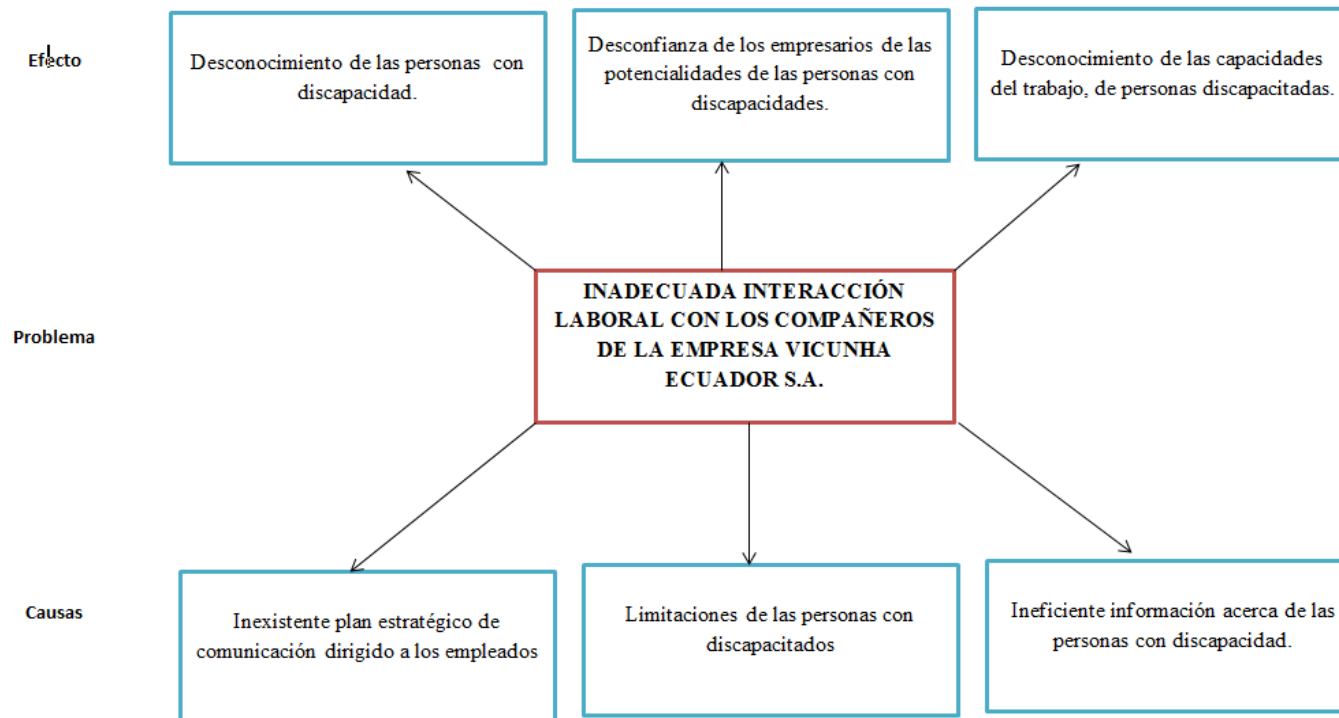 Efecto
Desconocimiento de las personas con
discapacidad.
Desconfianza de los empresarios de las
potencialidades de las personas con
discapacidades.
Desconocimiento de las capacidades
del trabajo, de personas discapacitadas.
Problema
INADECUADA INTERACCIÓN
LABORAL CON LOS COMPAÑEROS
DE LA EMPRESA VICUNHA
ECUADOR S.A.
Causas
Inexistente plan estratégico de
comunicación dirigido a los empleados
Limitaciones de las personas con
discapacitados
Ineficiente información acerca de las
personas con discapacidad.